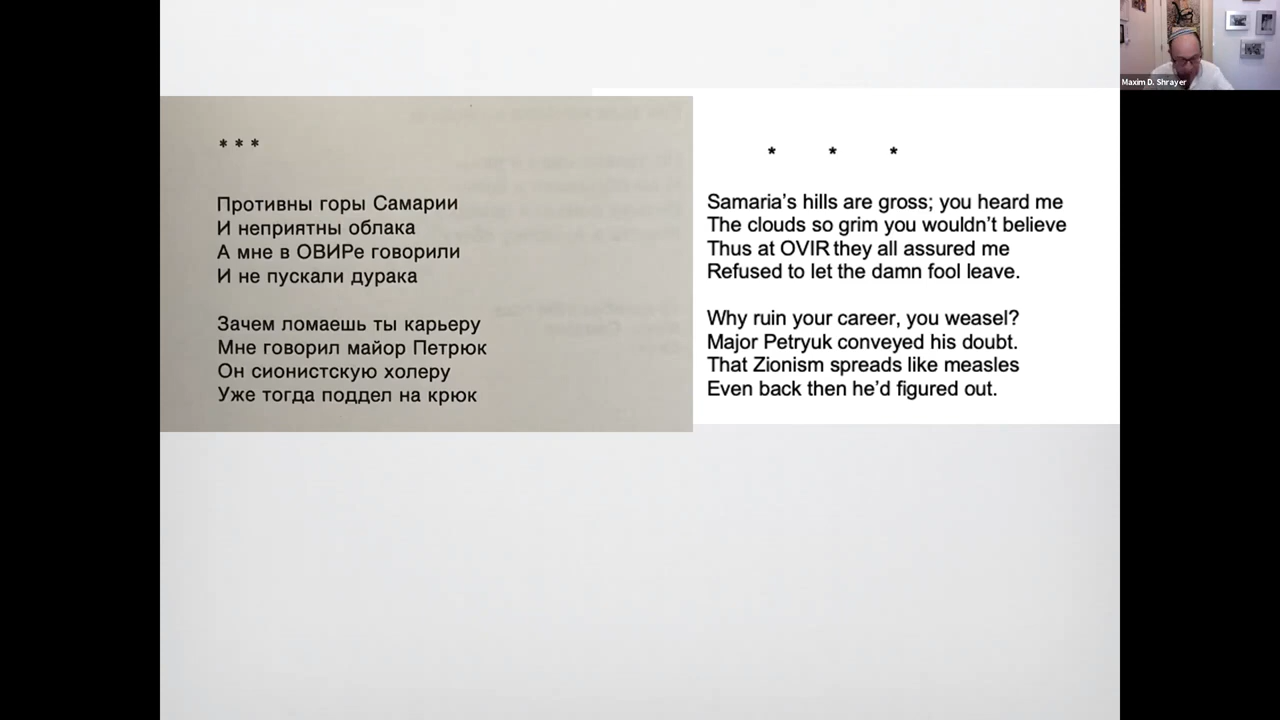 * * *
Противны горы Самарии
И неприятны облака
А мне в ОВИРе говорили
И не пускали дурака
Зачем ломаешь ты карьеру
Мне говорил майор Петрюк
Он сионистскую холеру
Уже тогда поддел на крюк
* * *
Samaria's hills are gross; you heard me
The clouds so grim you wouldn't believe
Thus at OVIR they all assured me
Refused to let the damn fool leave.
Why ruin your career, you weasel?
Major Petryuk conveyed his doubt.
That Zionism spreads like measles
Even back then he'd figured out.
Maxim D. Shrayer